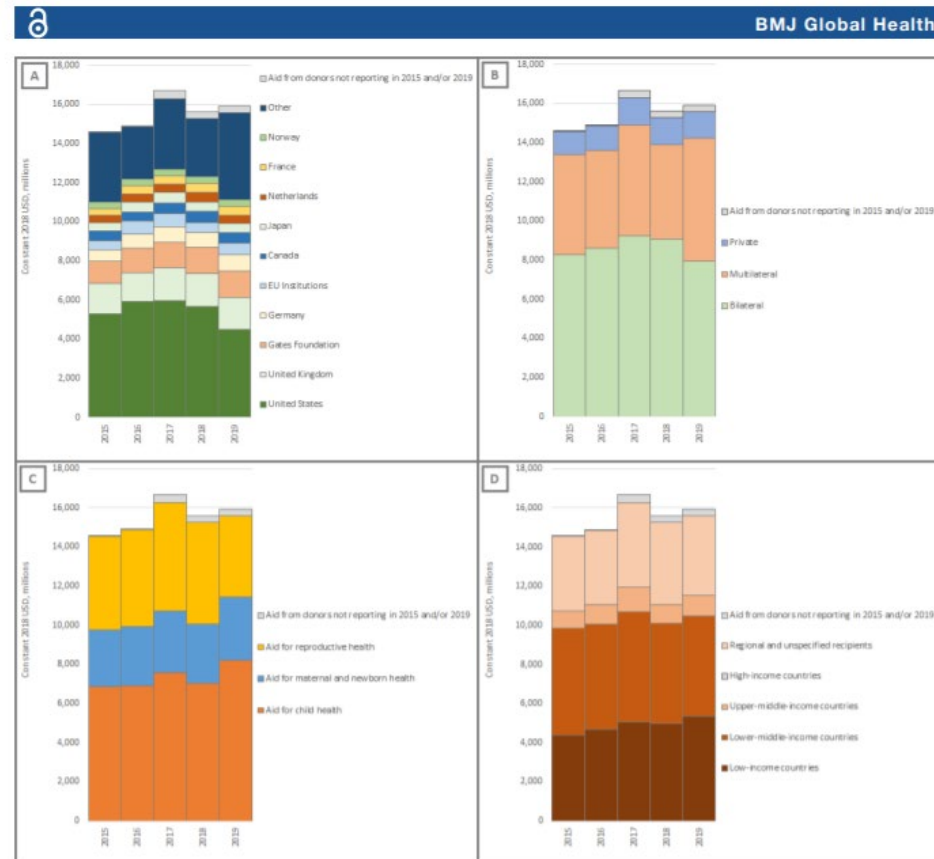 BMJ Global Health
A
Constant 2018 USD, millions
18,000
16,000
14,000
12,000
10,000
8,000
6,000
4,000
2,000
0
2015
2016
2017
2018
2019
Aid from donors not reporting in 2015 and/or 2019
Other
Norway
France
Netherlands
Japan
Canada
EU Institutions
Germany
Gates Foundation
United Kingdom
United States
B
Constant 2018 USD, millions
18,000
16,000
14,000
12,000
10,000
8,000
6,000
4,000
2,000
0
2015
2016
2017
2018
2019
Aid from donors not reporting in 2015 and/or 2019
Private
Multilateral
Bilateral
C
Constant 2018 USD, millions
18,000
16,000
14,000
12,000
10,000
8,000
6,000
4,000
2,000
0
2015
2016
2017
2018
2019
Aid from donors not reporting in 2015 and/or 2019
Aid for reproductive health
Aid for maternal and newborn health
Aid for child health
D
Constant 2018 USD, millions
18,000
16,000
14,000
12,000
10,000
8,000
6,000
4,000
2,000
0
2015
2016
2017
2018
2019
Aid from donors not reporting in 2015 and/or 2019
Regional and unspecified recipients
High-income countries
Upper-middle-income countries
Lower-middle-income countries
Low-income countries